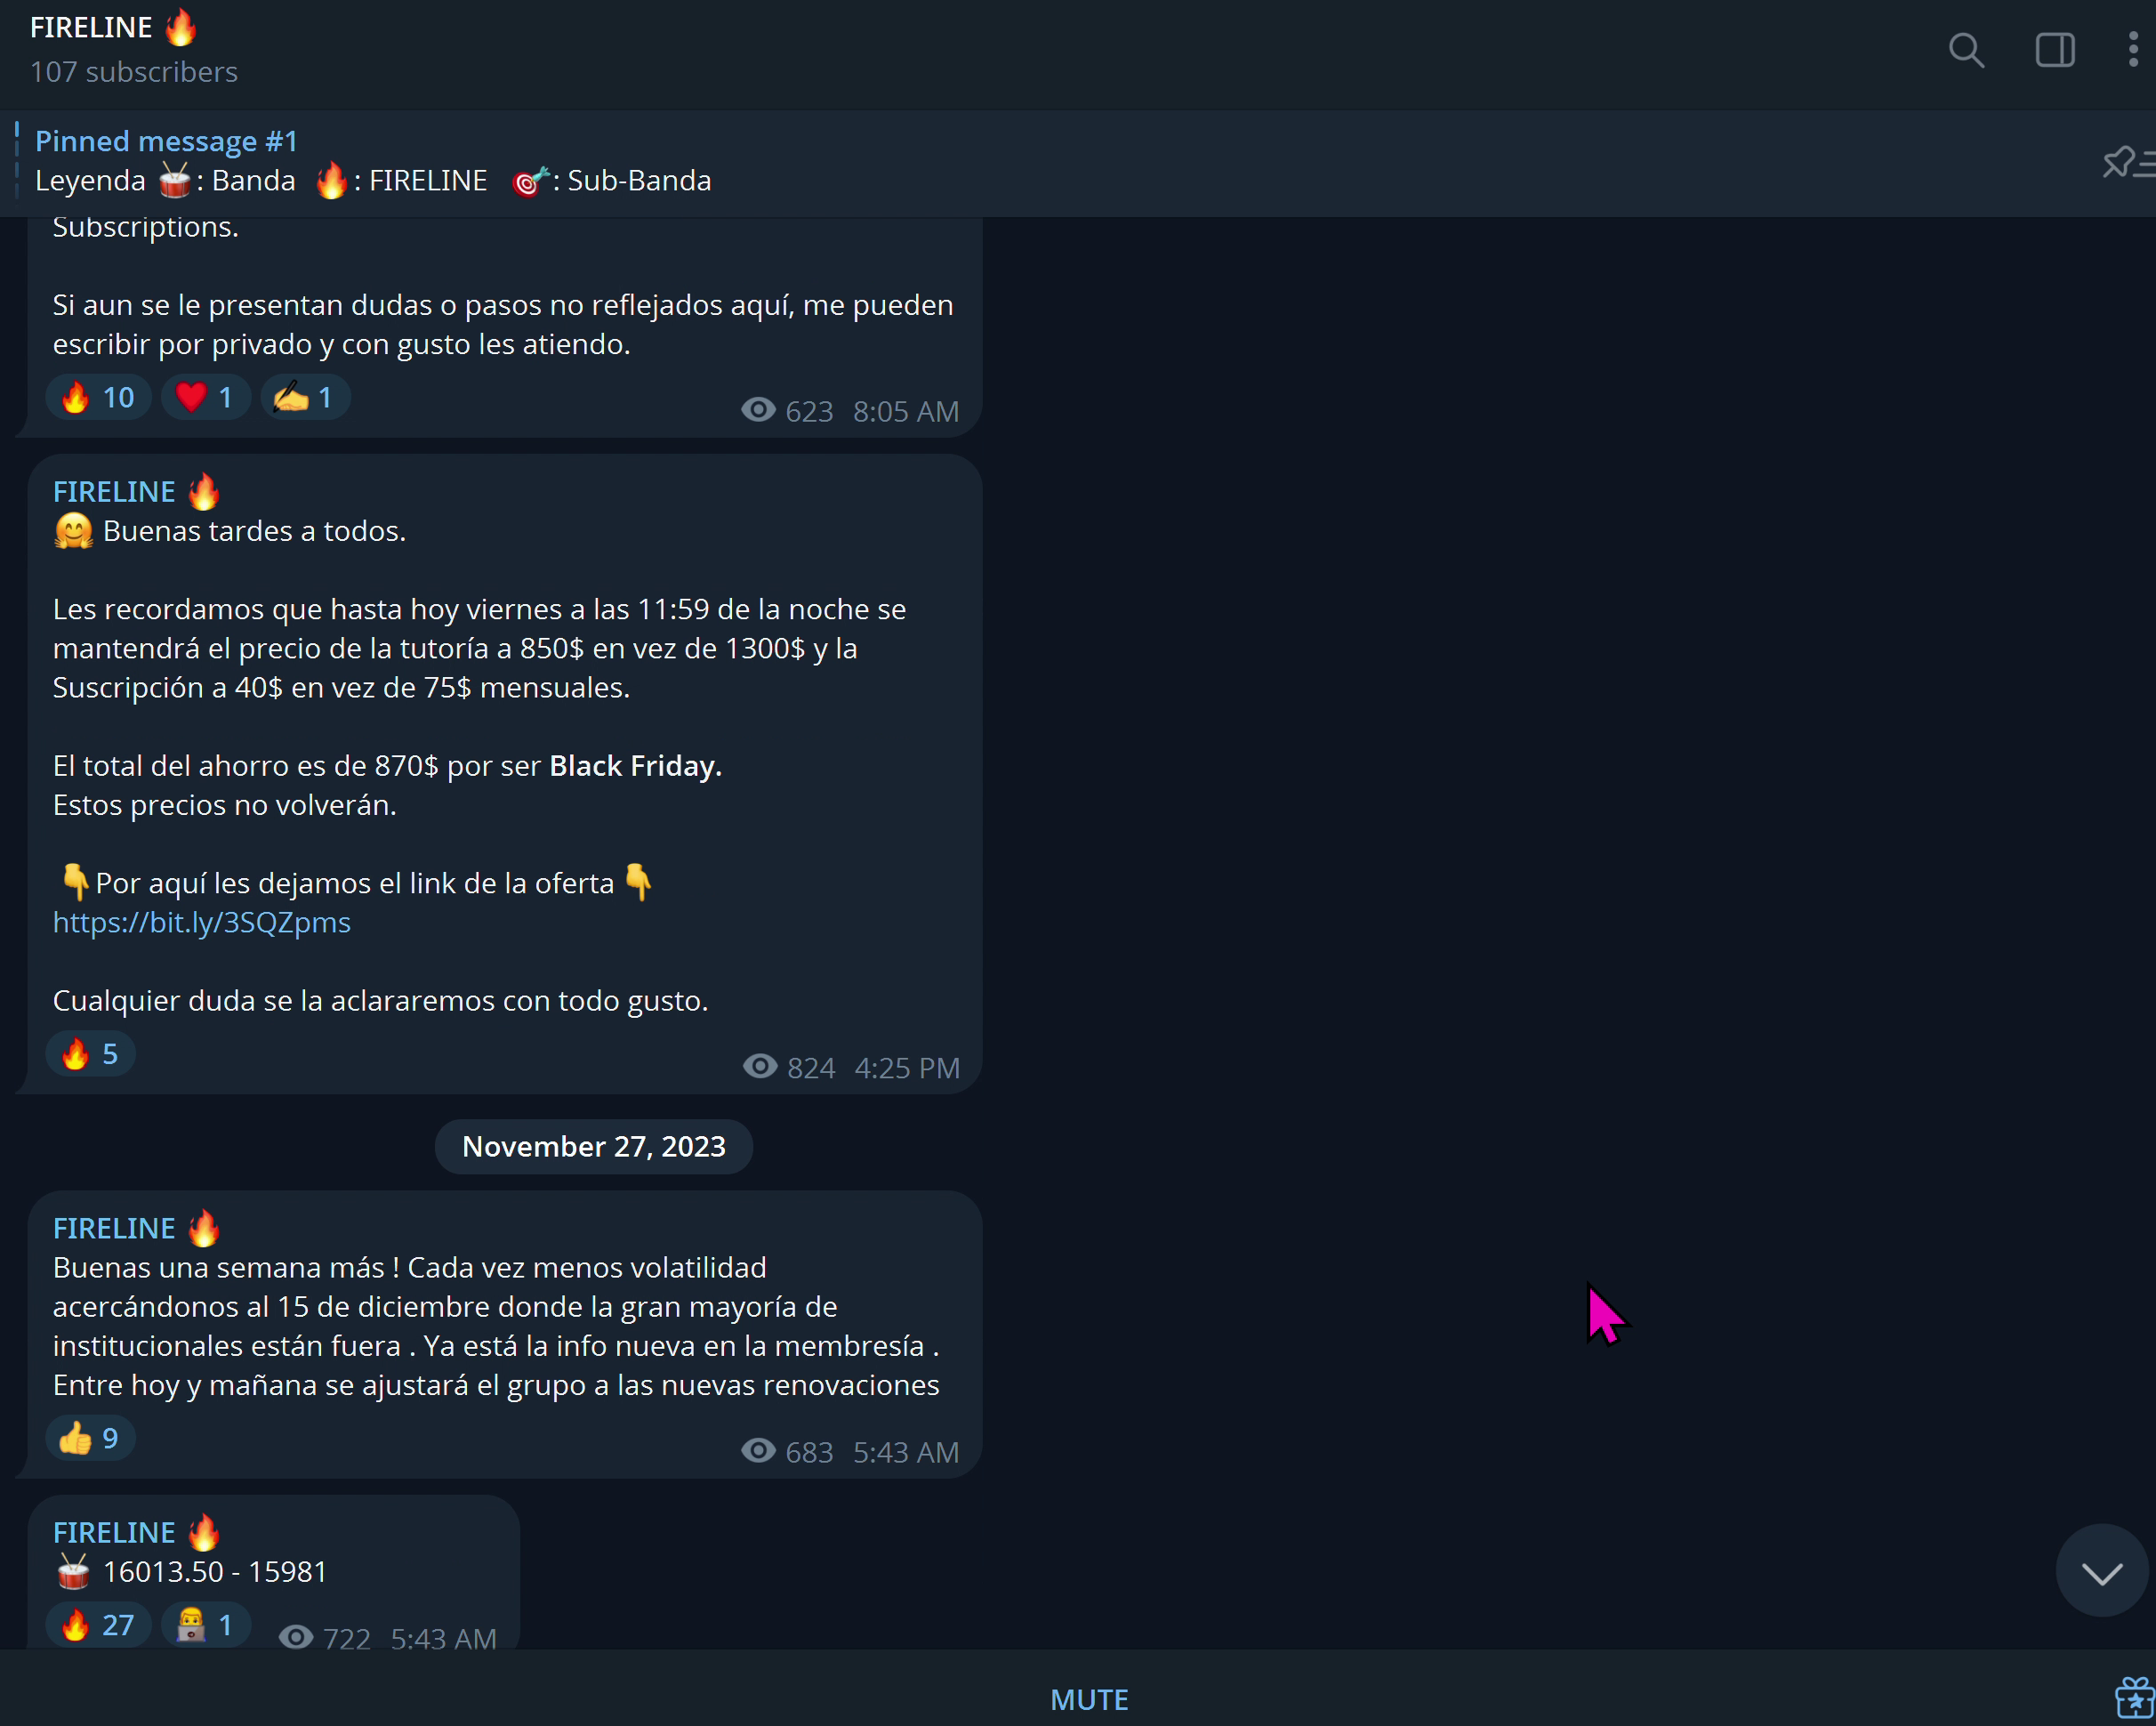 FIRELINE 🔥
107 subscribers
Pinned message #1
Leyenda 🥁: Banda 🔥: FIRELINE 🎯: Sub-Banda
Subscriptions.
Si aun se le presentan dudas o pasos no reflejados aquí, me pueden
escribir por privado y con gusto les atiendo.
🔥 10 ❤️ 1 ✍️ 1 623 8:05 AM
FIRELINE 🔥
🤗 Buenas tardes a todos.
Les recordamos que hasta hoy viernes a las 11:59 de la noche se
mantendrá el precio de la tutoría a 850$ en vez de 1300$ y la
Suscripción a 40$ en vez de 75$ mensuales.
El total del ahorro es de 870$ por ser Black Friday.
Estos precios no volverán.
👇Por aquí les dejamos el link de la oferta 👇
https://bit.ly/3SQZpms
Cualquier duda se la aclararemos con todo gusto.
🔥 5 824 4:25 PM
November 27, 2023
FIRELINE 🔥
Buenas una semana más ! Cada vez menos volatilidad
acercándonos al 15 de diciembre donde la gran mayoría de
institucionales están fuera . Ya está la info nueva en la membresía .
Entre hoy y mañana se ajustará el grupo a las nuevas renovaciones
👍 9 683 5:43 AM
FIRELINE 🔥
🥁 16013.50 - 15981
🔥 27 👨‍💻 1 722 5:43 AM
MUTE